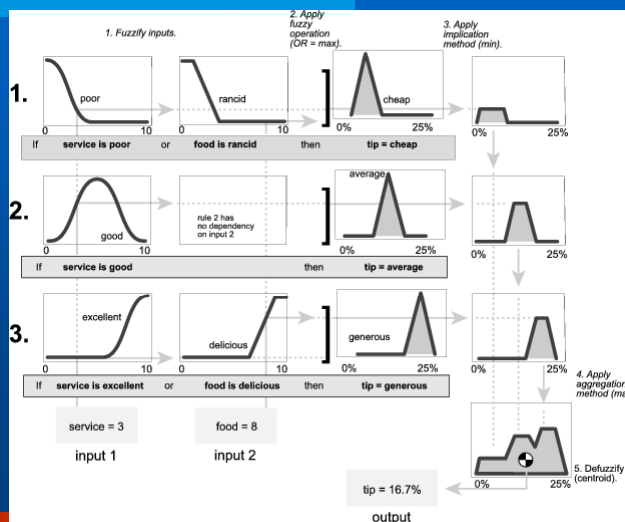 1. Fuzzify inputs.
2. Apply
fuzzy
operation
(OR = max).
3. Apply
implication
method (min).
1.
poor
0 10
rancid
0 10
cheap
0% 25%
0% 25%
If service is poor or food is rancid then tip = cheap
2.
good
0 10
rule 2 has
no dependency
on input 2
average
0% 25%
0% 25%
If service is good then tip = average
3.
excellent
0 10
delicious
0 10
generous
0% 25%
0% 25%
If service is excellent or food is delicious then tip = generous
4. Apply
aggregation
method (ma
service = 3
input 1
food = 8
input 2
0% 25%
5. Defuzzify
(centroid).
tip = 16.7%
output